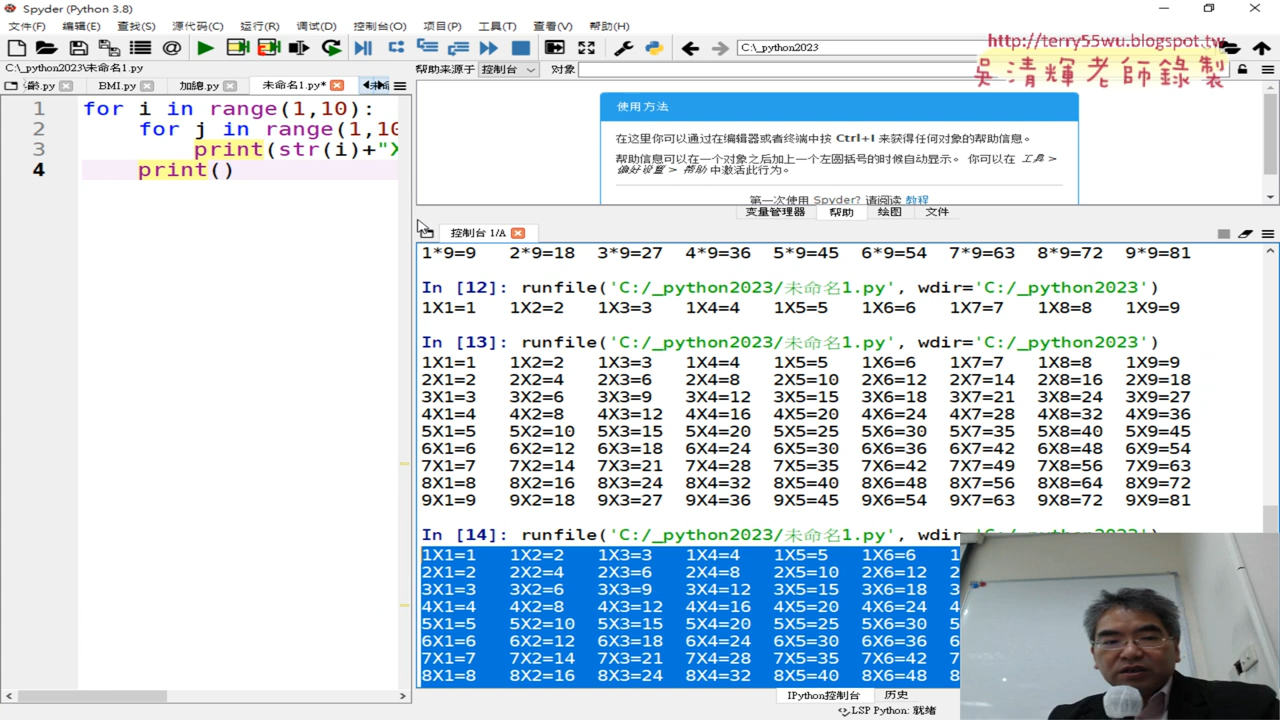 Spyder (Python 3.8)
文件(F) 编辑(E) 查找(S) 源代码(C) 运行(R) 调试(D) 控制台(O) 项目(P) 工具(T) 查看(V) 帮助(H)
C:\_python2023
http://terry55wu.blogspot.tw
吳清輝老師錄製
C:\_python2023\未命名1.py
帮助来源于 控制台 对象
龄.py BMI.py 加總.py 未命名1.py*
1 for i in range(1,10):
2 for j in range(1,10
3 print(str(i)+"X
4 print()
使用方法
在这里你可以通过在编辑器或者终端中按 Ctrl+I 来获得任何对象的帮助信息。
帮助信息可以在一个对象之后加上一个左圆括号的时候自动显示。 你可以在 工具 >
偏好设置 > 帮助 中激活此行为。
第一次使用 Spyder? 请阅读 教程
变量管理器 帮助 绘图 文件
控制台 1/A
1*9=9 2*9=18 3*9=27 4*9=36 5*9=45 6*9=54 7*9=63 8*9=72 9*9=81
In [12]: runfile('C:/_python2023/未命名1.py', wdir='C:/_python2023')
1X1=1 1X2=2 1X3=3 1X4=4 1X5=5 1X6=6 1X7=7 1X8=8 1X9=9
In [13]: runfile('C:/_python2023/未命名1.py', wdir='C:/_python2023')
1X1=1 1X2=2 1X3=3 1X4=4 1X5=5 1X6=6 1X7=7 1X8=8 1X9=9
2X1=2 2X2=4 2X3=6 2X4=8 2X5=10 2X6=12 2X7=14 2X8=16 2X9=18
3X1=3 3X2=6 3X3=9 3X4=12 3X5=15 3X6=18 3X7=21 3X8=24 3X9=27
4X1=4 4X2=8 4X3=12 4X4=16 4X5=20 4X6=24 4X7=28 4X8=32 4X9=36
5X1=5 5X2=10 5X3=15 5X4=20 5X5=25 5X6=30 5X7=35 5X8=40 5X9=45
6X1=6 6X2=12 6X3=18 6X4=24 6X5=30 6X6=36 6X7=42 6X8=48 6X9=54
7X1=7 7X2=14 7X3=21 7X4=28 7X5=35 7X6=42 7X7=49 7X8=56 7X9=63
8X1=8 8X2=16 8X3=24 8X4=32 8X5=40 8X6=48 8X7=56 8X8=64 8X9=72
9X1=9 9X2=18 9X3=27 9X4=36 9X5=45 9X6=54 9X7=63 9X8=72 9X9=81
In [14]: runfile('C:/_python2023/未命名1.py', wdir='C:/_python2023')
1X1=1 1X2=2 1X3=3 1X4=4 1X5=5 1X6=6 1
2X1=2 2X2=4 2X3=6 2X4=8 2X5=10 2X6=12 2
3X1=3 3X2=6 3X3=9 3X4=12 3X5=15 3X6=18 3
4X1=4 4X2=8 4X3=12 4X4=16 4X5=20 4X6=24 4
5X1=5 5X2=10 5X3=15 5X4=20 5X5=25 5X6=30 5
6X1=6 6X2=12 6X3=18 6X4=24 6X5=30 6X6=36 6
7X1=7 7X2=14 7X3=21 7X4=28 7X5=35 7X6=42 7
8X1=8 8X2=16 8X3=24 8X4=32 8X5=40 8X6=48 8
IPython控制台 历史
LSP Python: 就绪